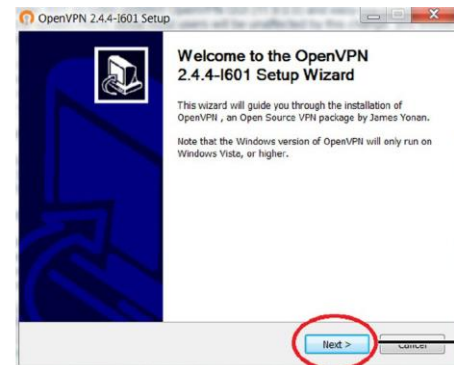 OpenVPN 2.4.4-I601 Setup
Welcome to the OpenVPN
2.4.4-I601 Setup Wizard
This wizard will guide you through the installation of
OpenVPN , an Open Source VPN package by James Yonan.
Note that the Windows version of OpenVPN will only run on
Windows Vista, or higher.
Next >
Cancel